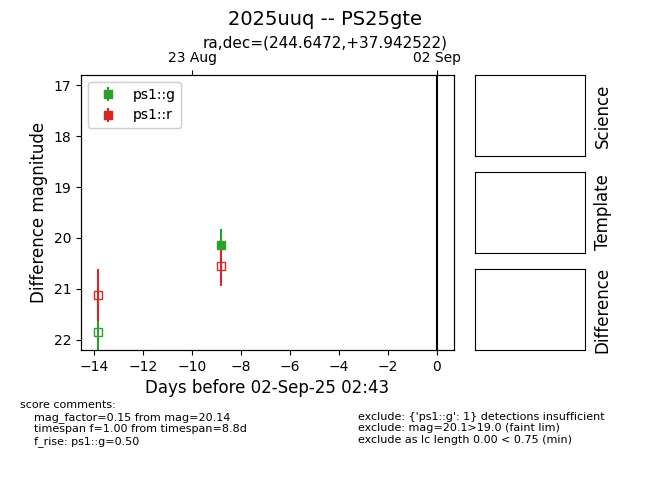 2025uuq -- PS25gte
ra,dec=(244.6472,+37.942522)
23 Aug
02 Sep
ps1::g
ps1::r
17
18
19
20
21
22
Difference magnitude
−14
−12
−10
−8
−6
−4
−2
0
Days before 02-Sep-25 02:43
Science
Template
Difference
score comments:
mag_factor=0.15 from mag=20.14
timespan f=1.00 from timespan=8.8d
f_rise: ps1::g=0.50
exclude: {'ps1::g': 1} detections insufficient
exclude: mag=20.1>19.0 (faint lim)
exclude as lc length 0.00 < 0.75 (min)